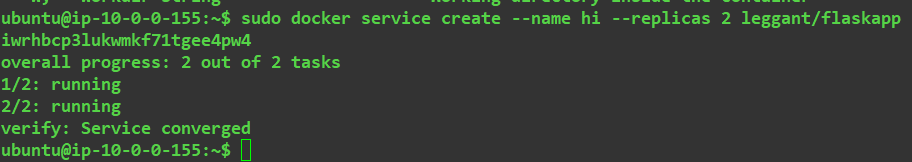 ubuntu@ip-10-0-0-155:~$ sudo docker service create --name hi --replicas 2 leggant/flaskapp
iwrhbcp3lukwmkf71tgee4pw4
overall progress: 2 out of 2 tasks
1/2: running
2/2: running
verify: Service converged
ubuntu@ip-10-0-0-155:~$